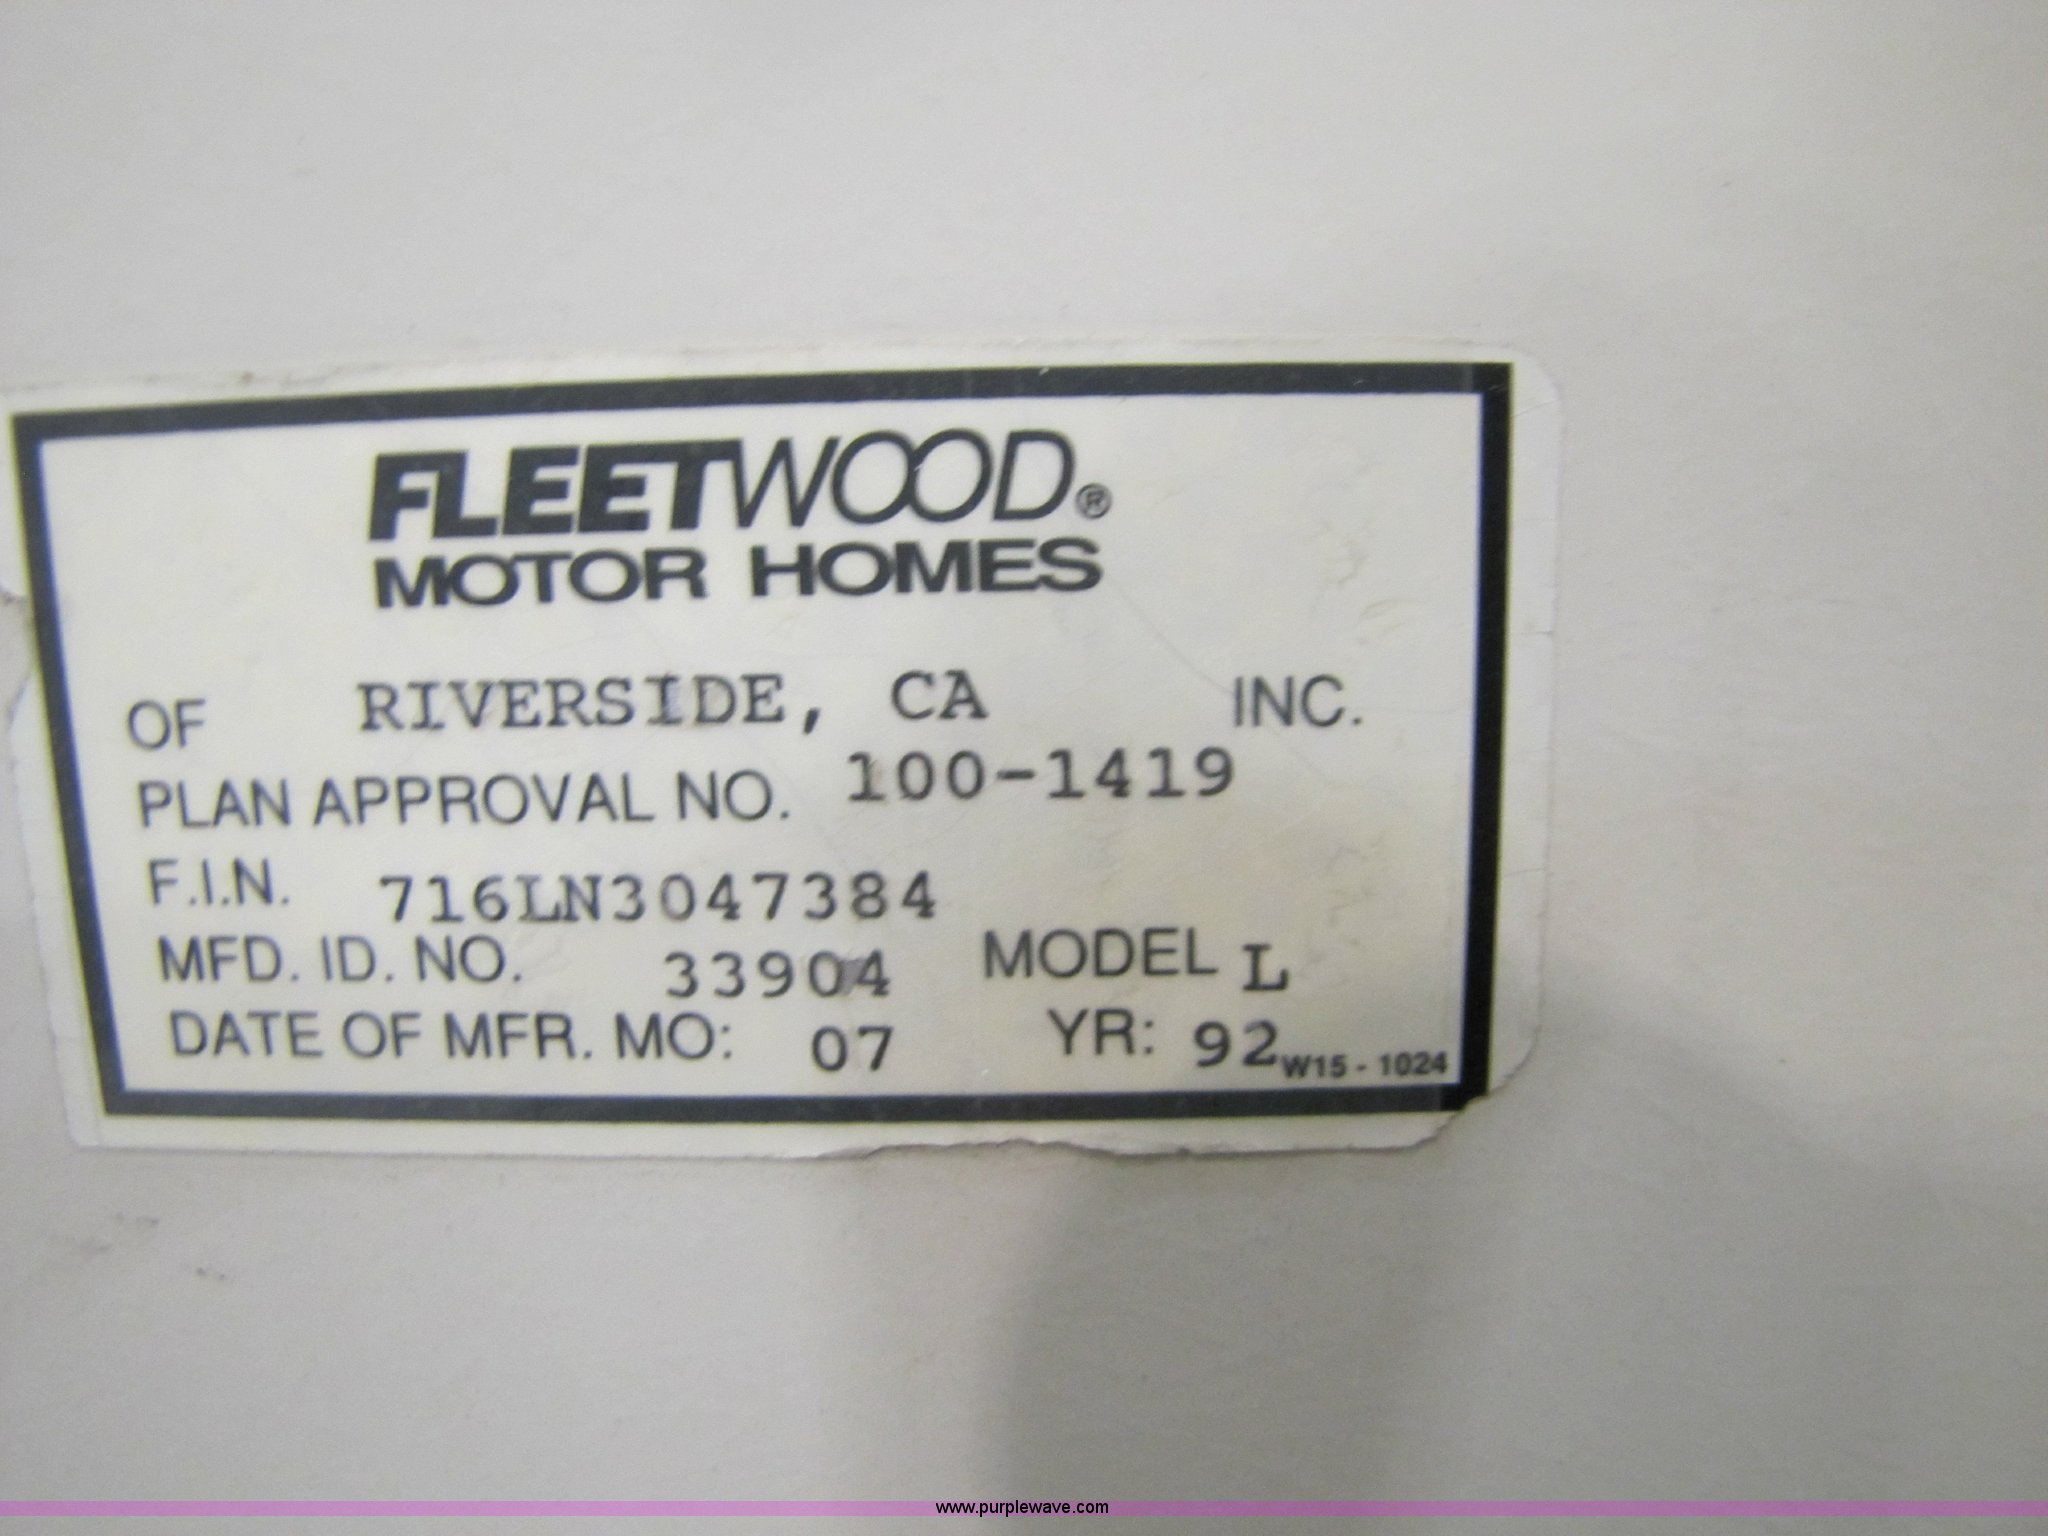 FLEETWOOD®
MOTOR HOMES
OF RIVERSIDE, CA INC.
PLAN APPROVAL NO. 100-1419
F.I.N. 716LN3047384
MFD. ID. NO. 33904 MODEL L
DATE OF MFR. MO: 07 YR: 92 W15 - 1024
www.purplewave.com